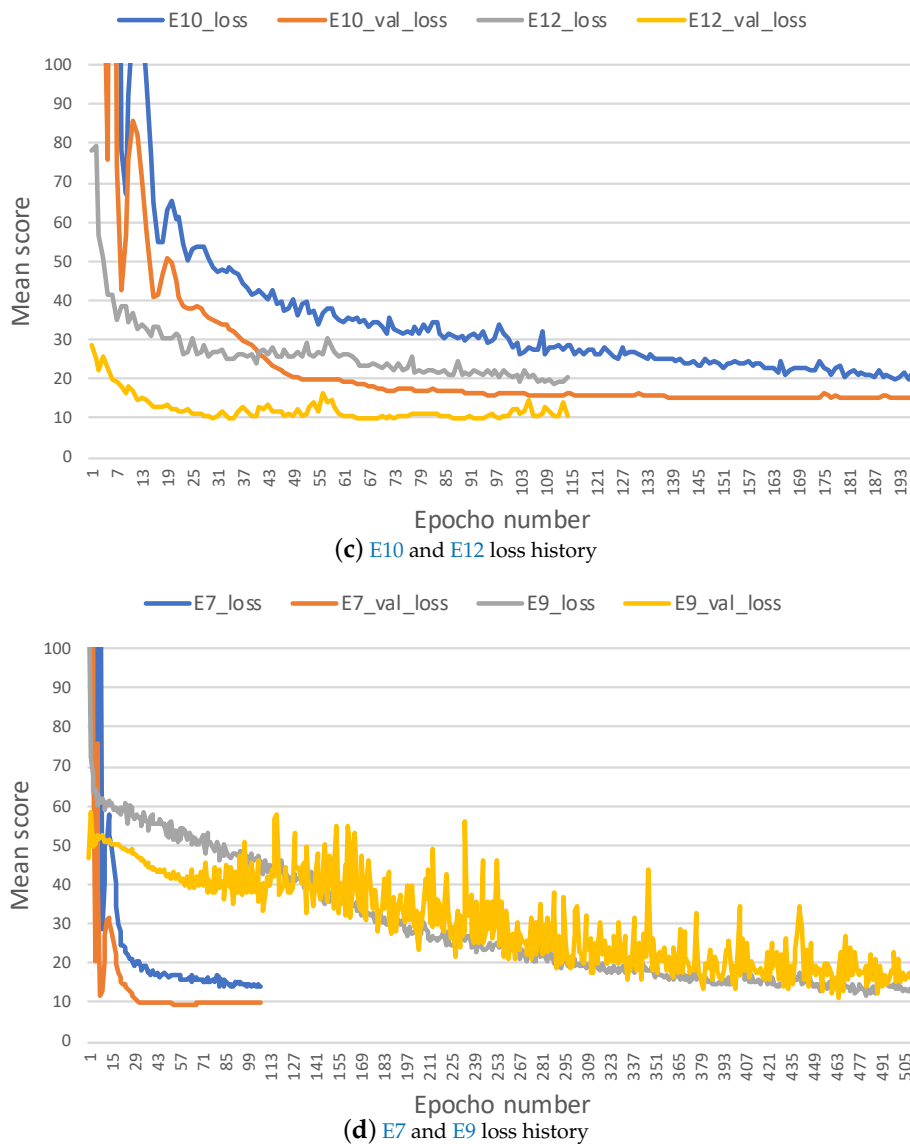 E10_loss E10_val_loss E12_loss E12_val_loss
100
90
80
70
60
50
40
30
20
10
0
Mean score
1 7 13 19 25 31 37 43 49 55 61 67 73 79 85 91 97 103 109 115 121 127 133 139 145 151 157 163 169 175 181 187 193
Epocho number
(c) E10 and E12 loss history
E7_loss E7_val_loss E9_loss E9_val_loss
100
90
80
70
60
50
40
30
20
10
0
Mean score
1 15 29 43 57 71 85 99 113 127 141 155 169 183 197 211 225 239 253 267 281 295 309 323 337 351 365 379 393 407 421 435 449 463 477 491 505
Epocho number
(d) E7 and E9 loss history